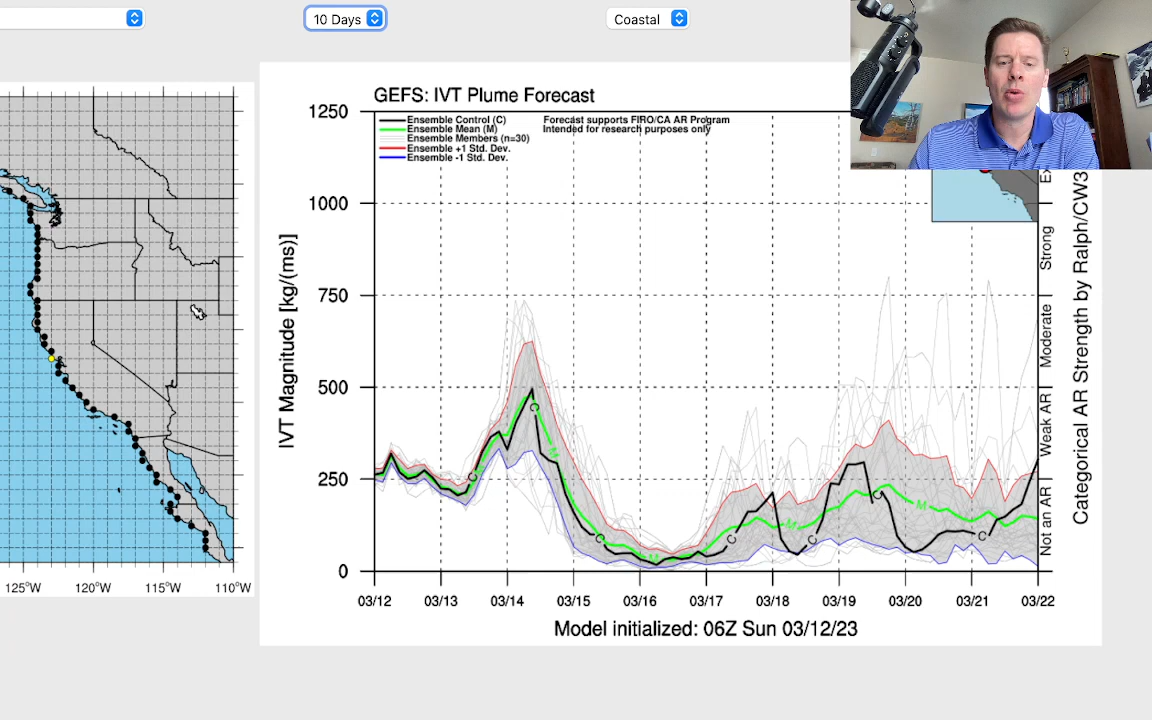 10 Days
Coastal
GEFS: IVT Plume Forecast
1250
1000
750
500
250
0
IVT Magnitude [kg/(ms)]
Ensemble Control (C)
Ensemble Mean (M)
Ensemble Members (n=30)
Ensemble +1 Std. Dev.
Ensemble -1 Std. Dev.
Forecast supports FIRO/CA AR Program
Intended for research purposes only
C
C
C
C
C
C
M
M
M
M
Ex
Strong
Moderate
Weak AR
Not an AR
Categorical AR Strength by Ralph/CW3
03/12
03/13
03/14
03/15
03/16
03/17
03/18
03/19
03/20
03/21
03/22
Model initialized: 06Z Sun 03/12/23
125°W
120°W
115°W
110°W